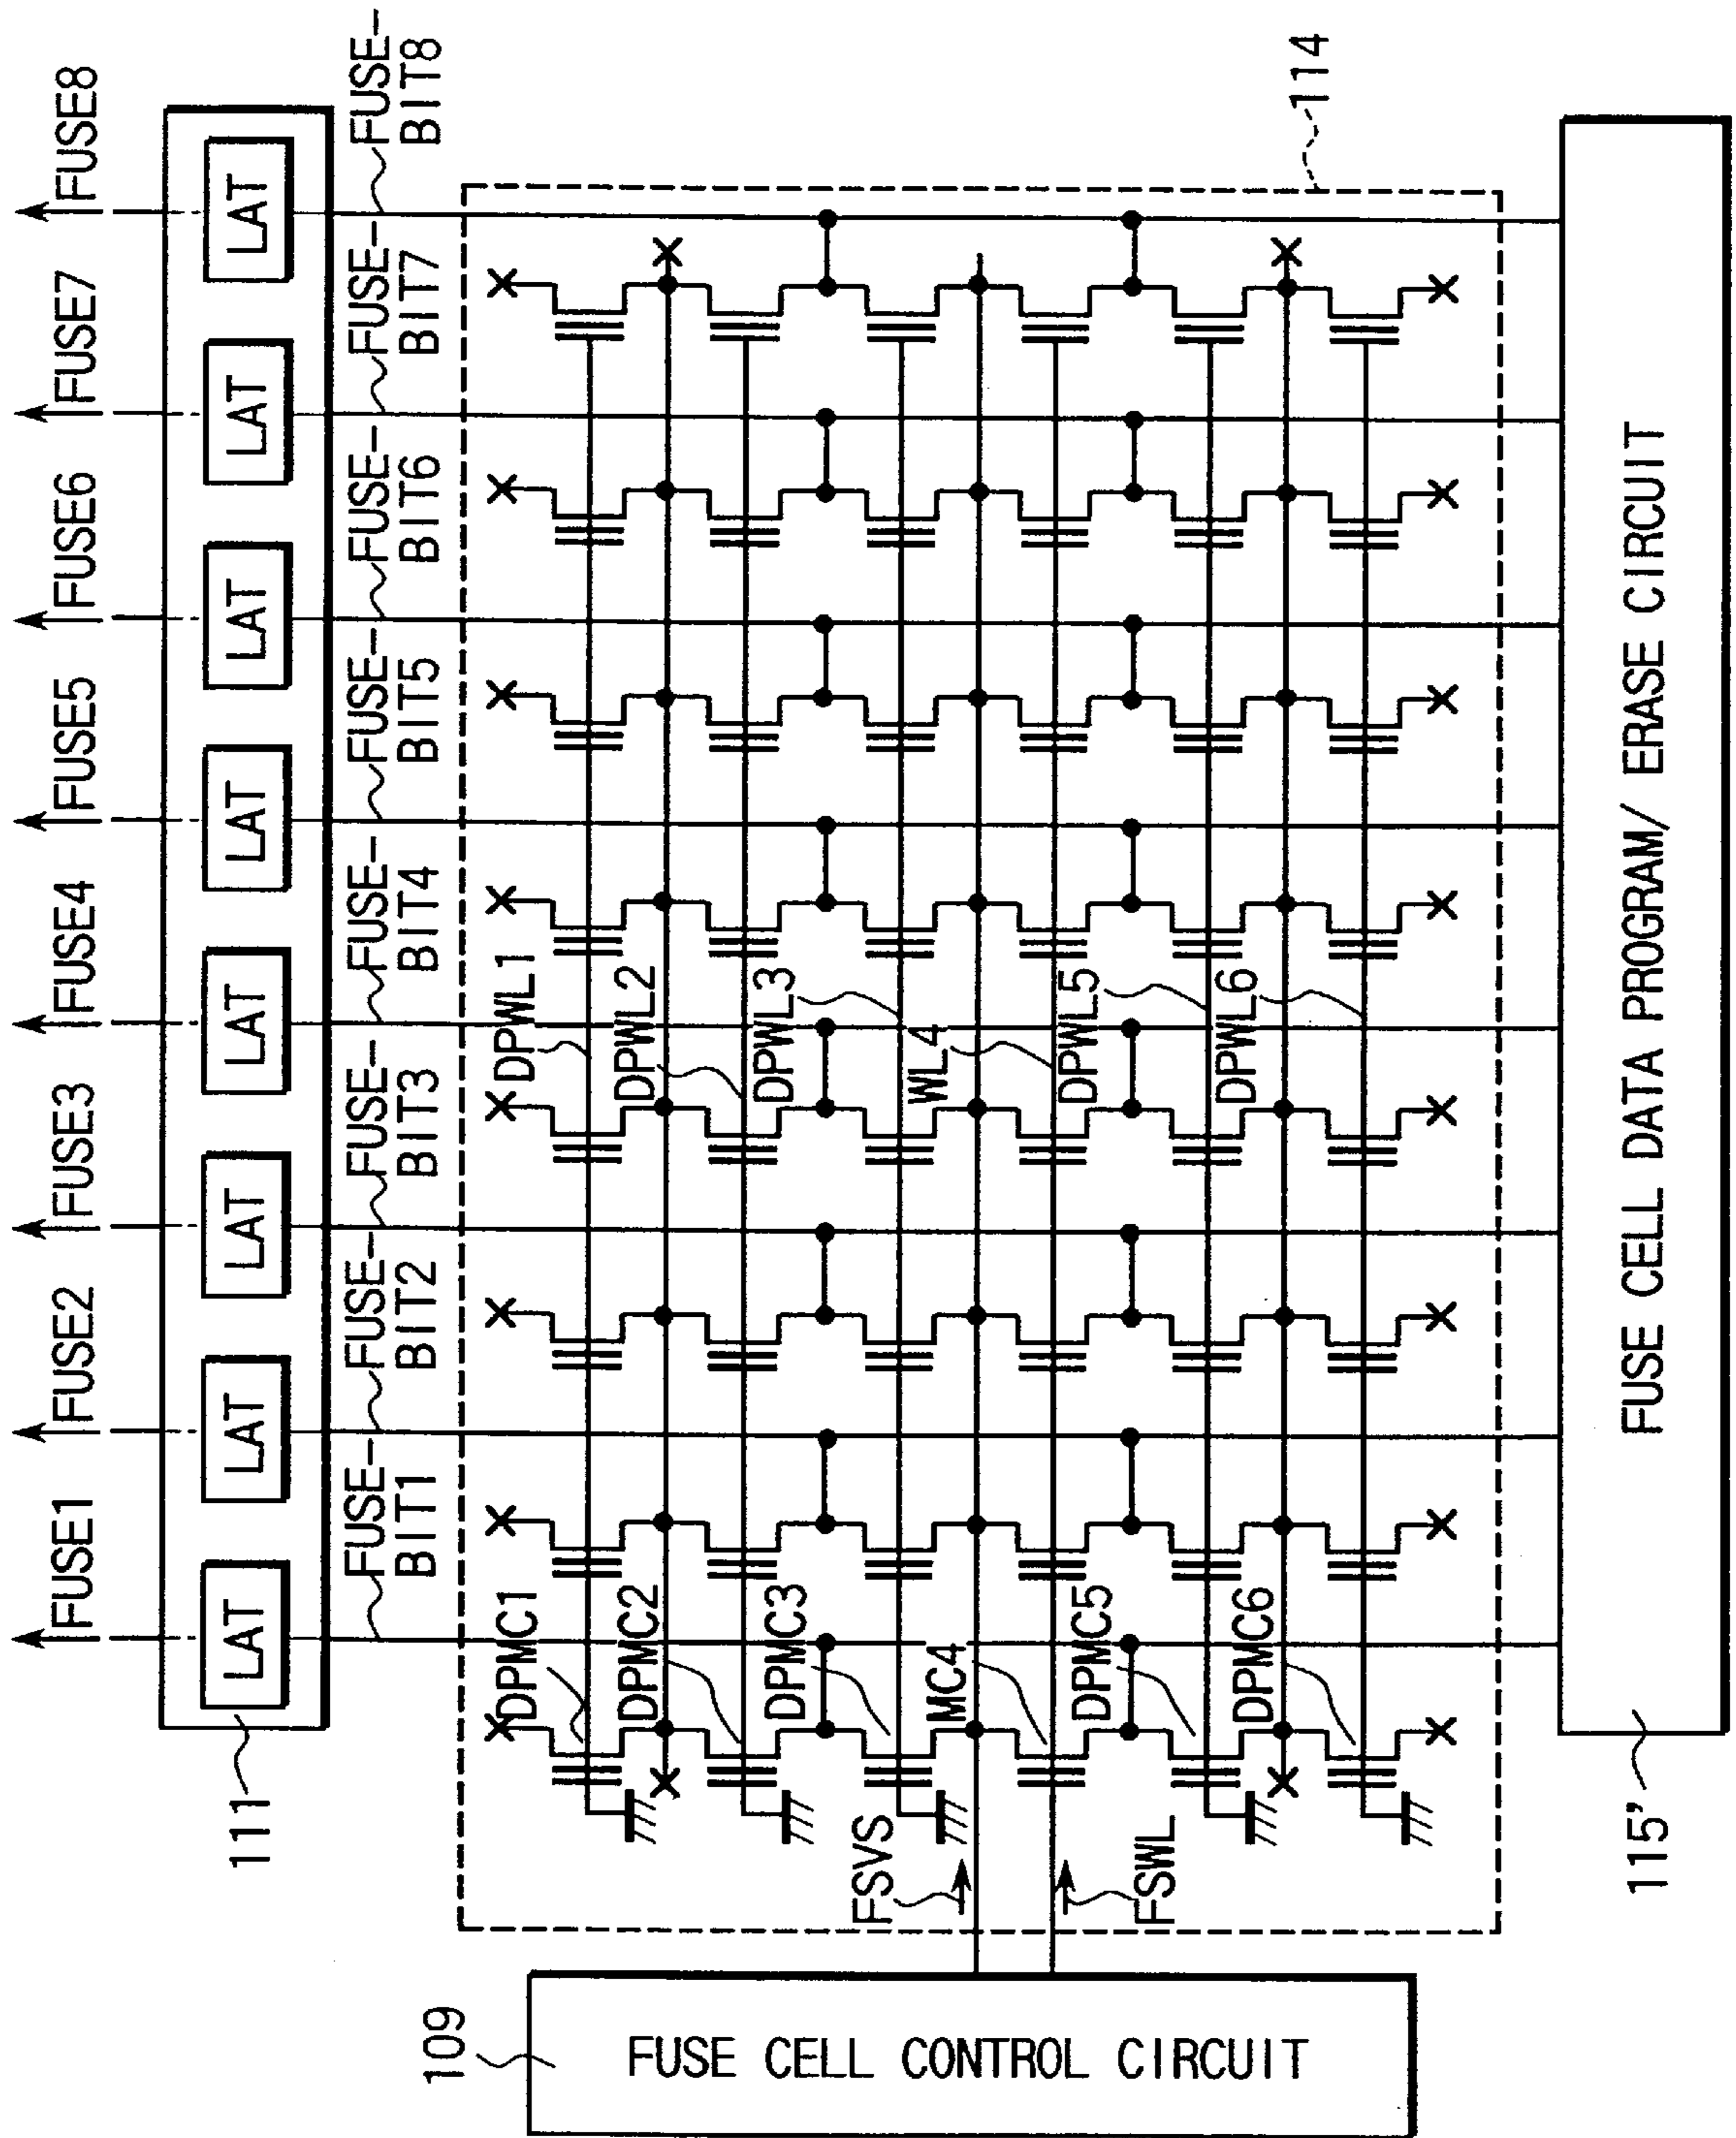 FUSE1
FUSE2
FUSE3
FUSE4
FUSE5
FUSE6
FUSE7
FUSE8
LAT
LAT
LAT
LAT
LAT
LAT
LAT
LAT
111
FUSE-
BIT1
FUSE-
BIT2
FUSE-
BIT3
FUSE-
BIT4
FUSE-
BIT5
FUSE-
BIT6
FUSE-
BIT7
FUSE-
BIT8
DPMC1
DPMC2
DPMC3
MC4
DPMC5
DPMC6
DPWL1
DPWL2
DPWL3
WL4
DPWL5
DPWL6
FSVS
FSWL
114
109
FUSE CELL CONTROL CIRCUIT
FUSE CELL DATA PROGRAM/ ERASE CIRCUIT
115'